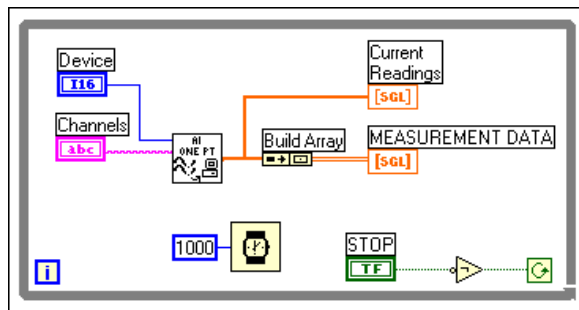 Device
I16
Channels
abc
AI
ONE PT
Current
Readings
[SGL]
Build Array
MEASUREMENT DATA
[SGL]
1000
STOP
TF
i